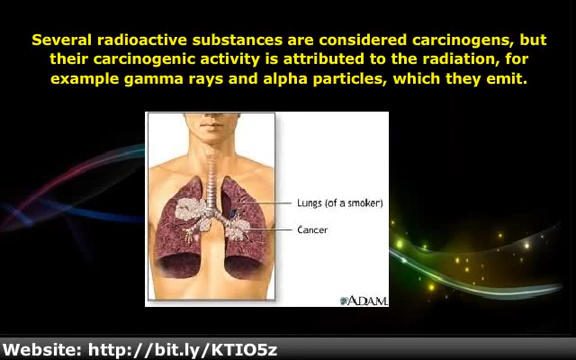 Several radioactive substances are considered carcinogens, but
their carcinogenic activity is attributed to the radiation, for
example gamma rays and alpha particles, which they emit.
Lungs (of a smoker)
Cancer
ADAM
Website: http://bit.ly/KTIO5z